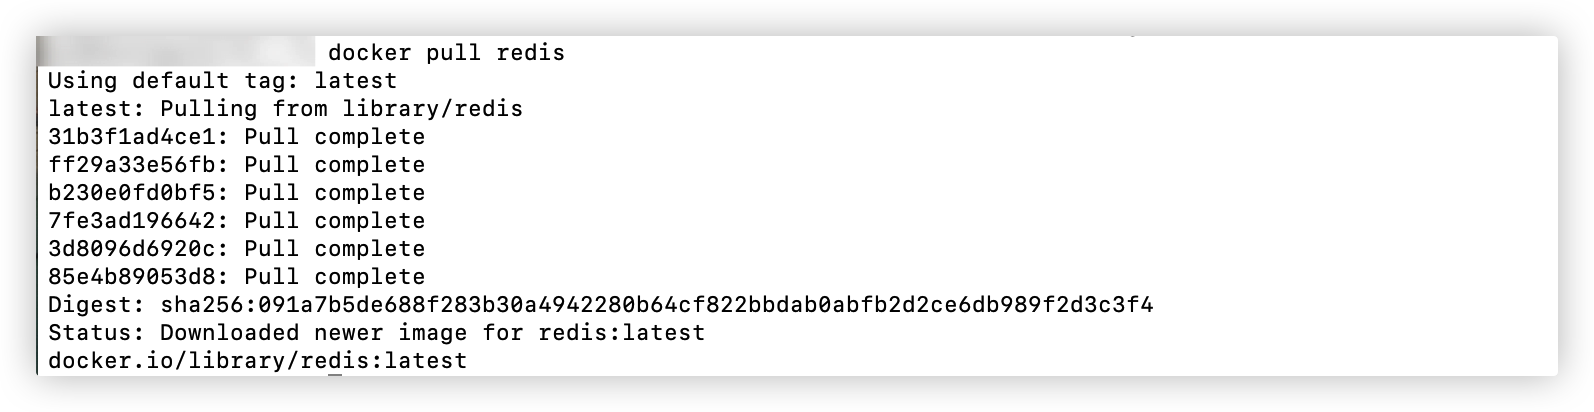 docker pull redis
Using default tag: latest
latest: Pulling from library/redis
31b3f1ad4ce1: Pull complete
ff29a33e56fb: Pull complete
b230e0fd0bf5: Pull complete
7fe3ad196642: Pull complete
3d8096d6920c: Pull complete
85e4b89053d8: Pull complete
Digest: sha256:091a7b5de688f283b30a4942280b64cf822bbdab0abfb2d2ce6db989f2d3c3f4
Status: Downloaded newer image for redis:latest
docker.io/library/redis:latest